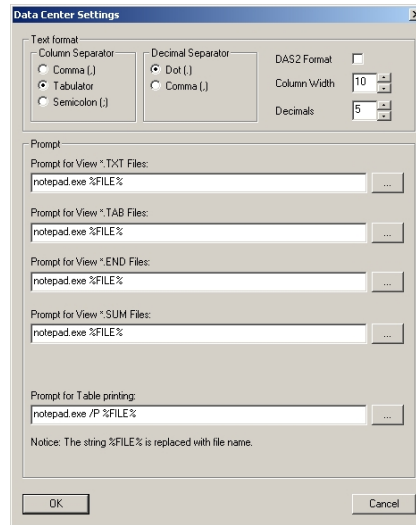 Data Center Settings
Text format
Column Separator
Comma (,)
Tabulator
Semicolon (;)
Decimal Separator
Dot (.)
Comma (,)
DAS2 Format
Column Width
10
Decimals
5
Prompt
Prompt for View *.TXT Files:
notepad.exe %FILE%
...
Prompt for View *.TAB Files:
notepad.exe %FILE%
...
Prompt for View *.END Files:
notepad.exe %FILE%
...
Prompt for View *.SUM Files:
notepad.exe %FILE%
...
Prompt for Table printing:
notepad.exe /P %FILE%
...
Notice: The string %FILE% is replaced with file name.
OK
Cancel